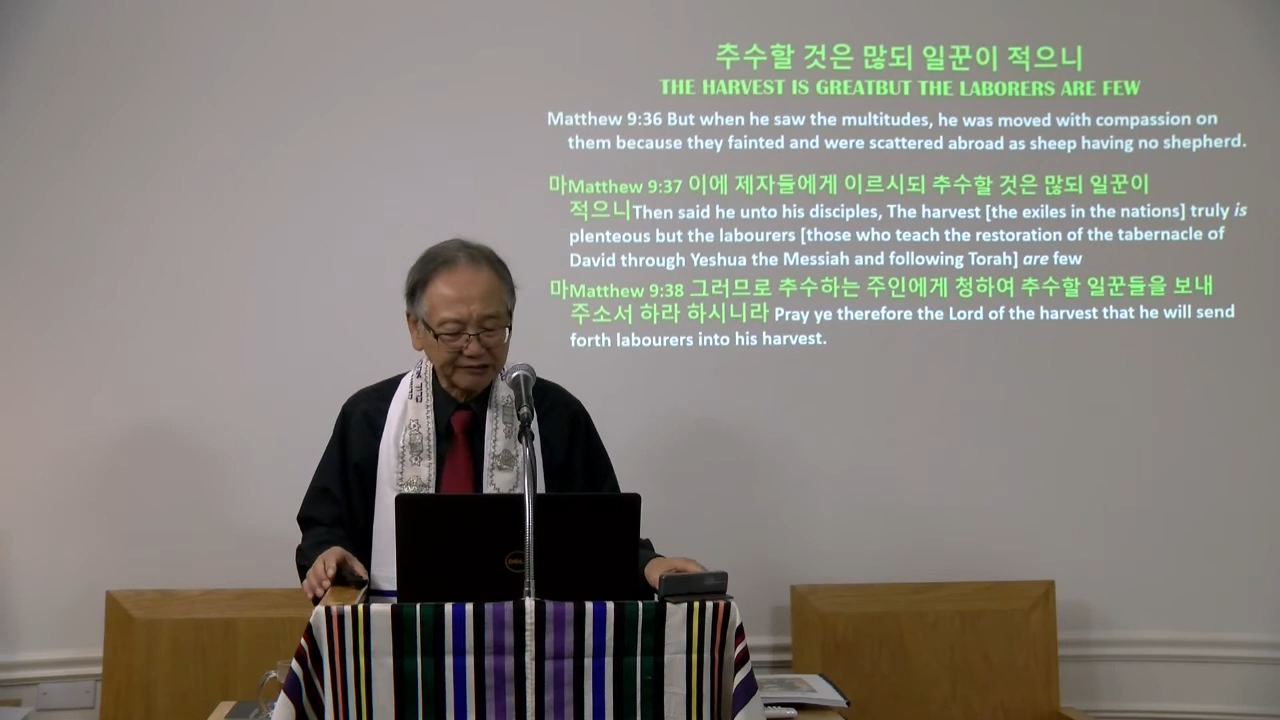 추수할 것은 많되 일꾼이 적으니
THE HARVEST IS GREATBUT THE LABORERS ARE FEW
Matthew 9:36 But when he saw the multitudes, he was moved with compassion on
them because they fainted and were scattered abroad as sheep having no shepherd.
마Matthew 9:37 이에 제자들에게 이르시되 추수할 것은 많되 일꾼이
적으니Then said he unto his disciples, The harvest [the exiles in the nations] truly is
plenteous but the labourers [those who teach the restoration of the tabernacle of
David through Yeshua the Messiah and following Torah] are few
마Matthew 9:38 그러므로 추수하는 주인에게 청하여 추수할 일꾼들을 보내
주소서 하라 하시니라 Pray ye therefore the Lord of the harvest that he will send
forth labourers into his harvest.
DELL